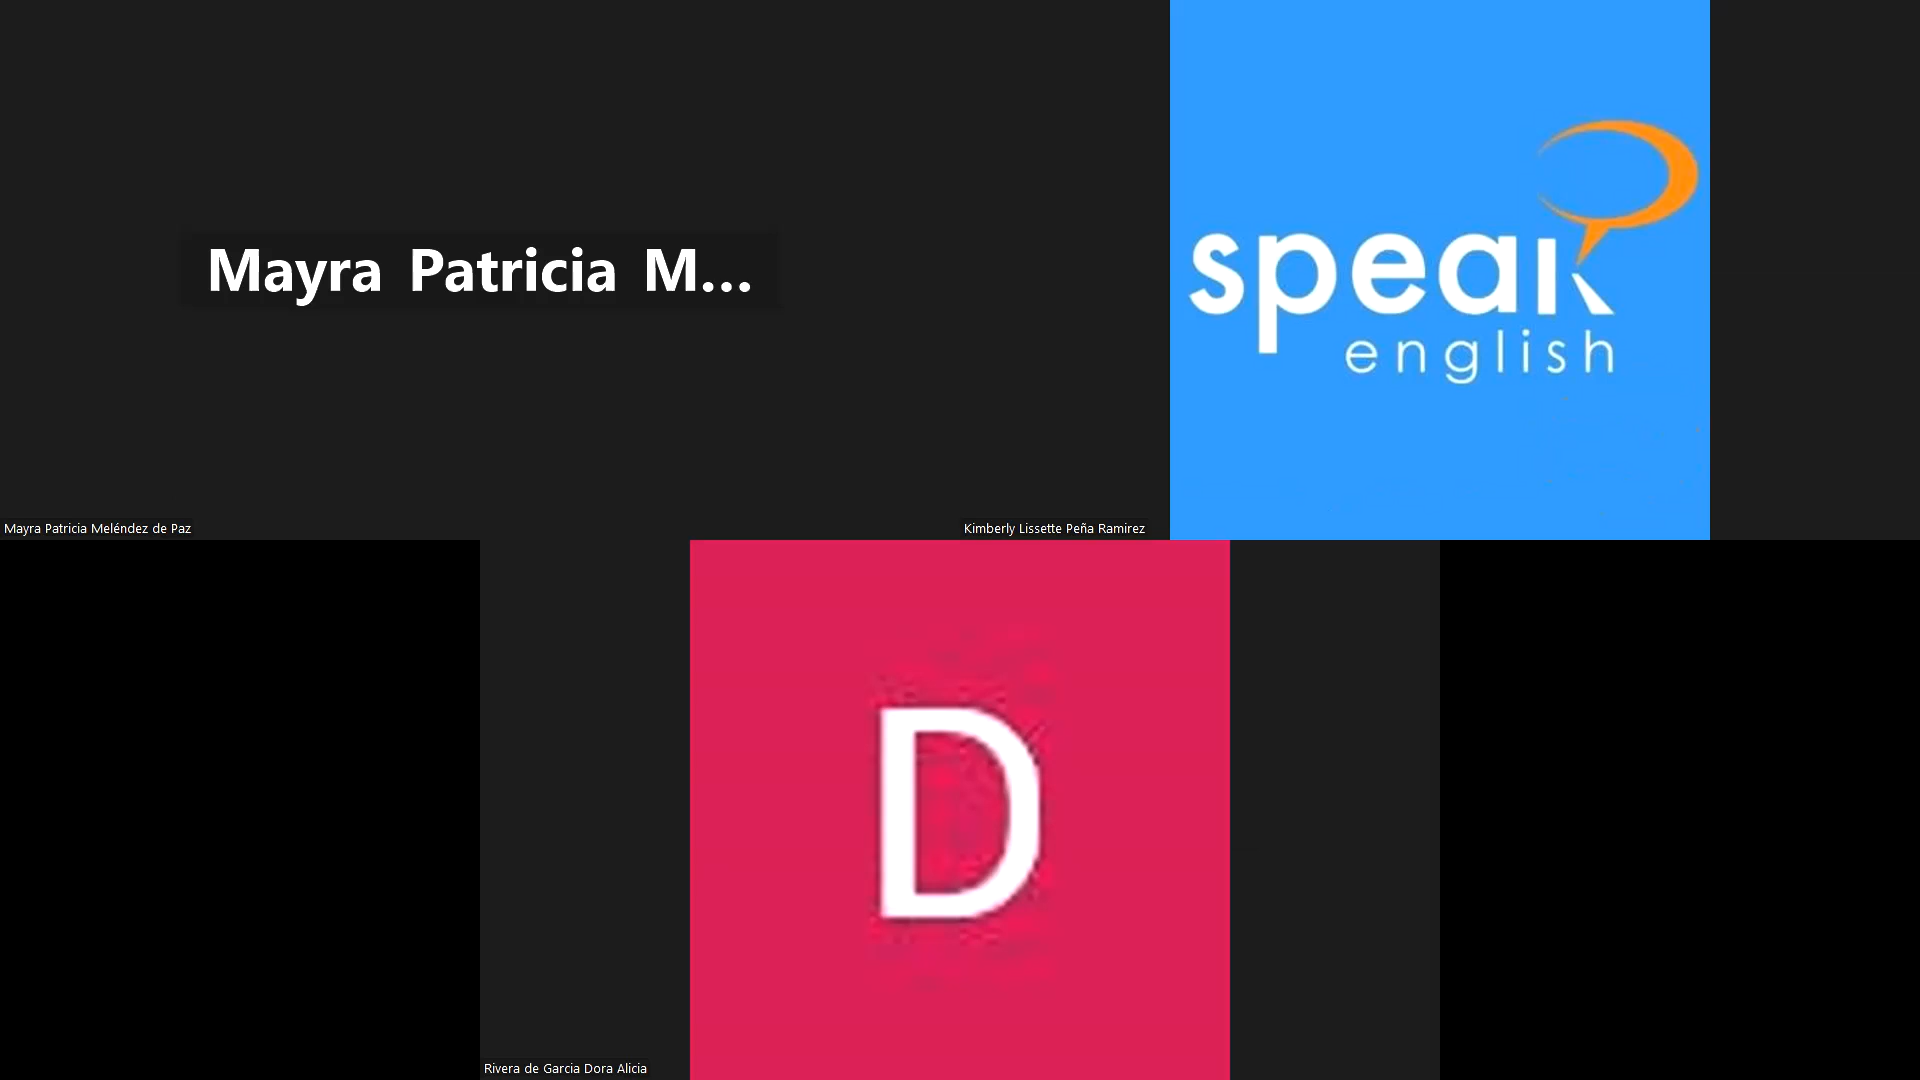 Mayra Patricia M...
speak
english
Mayra Patricia Meléndez de Paz
Kimberly Lissette Peña Ramirez
D
Rivera de Garcia Dora Alicia